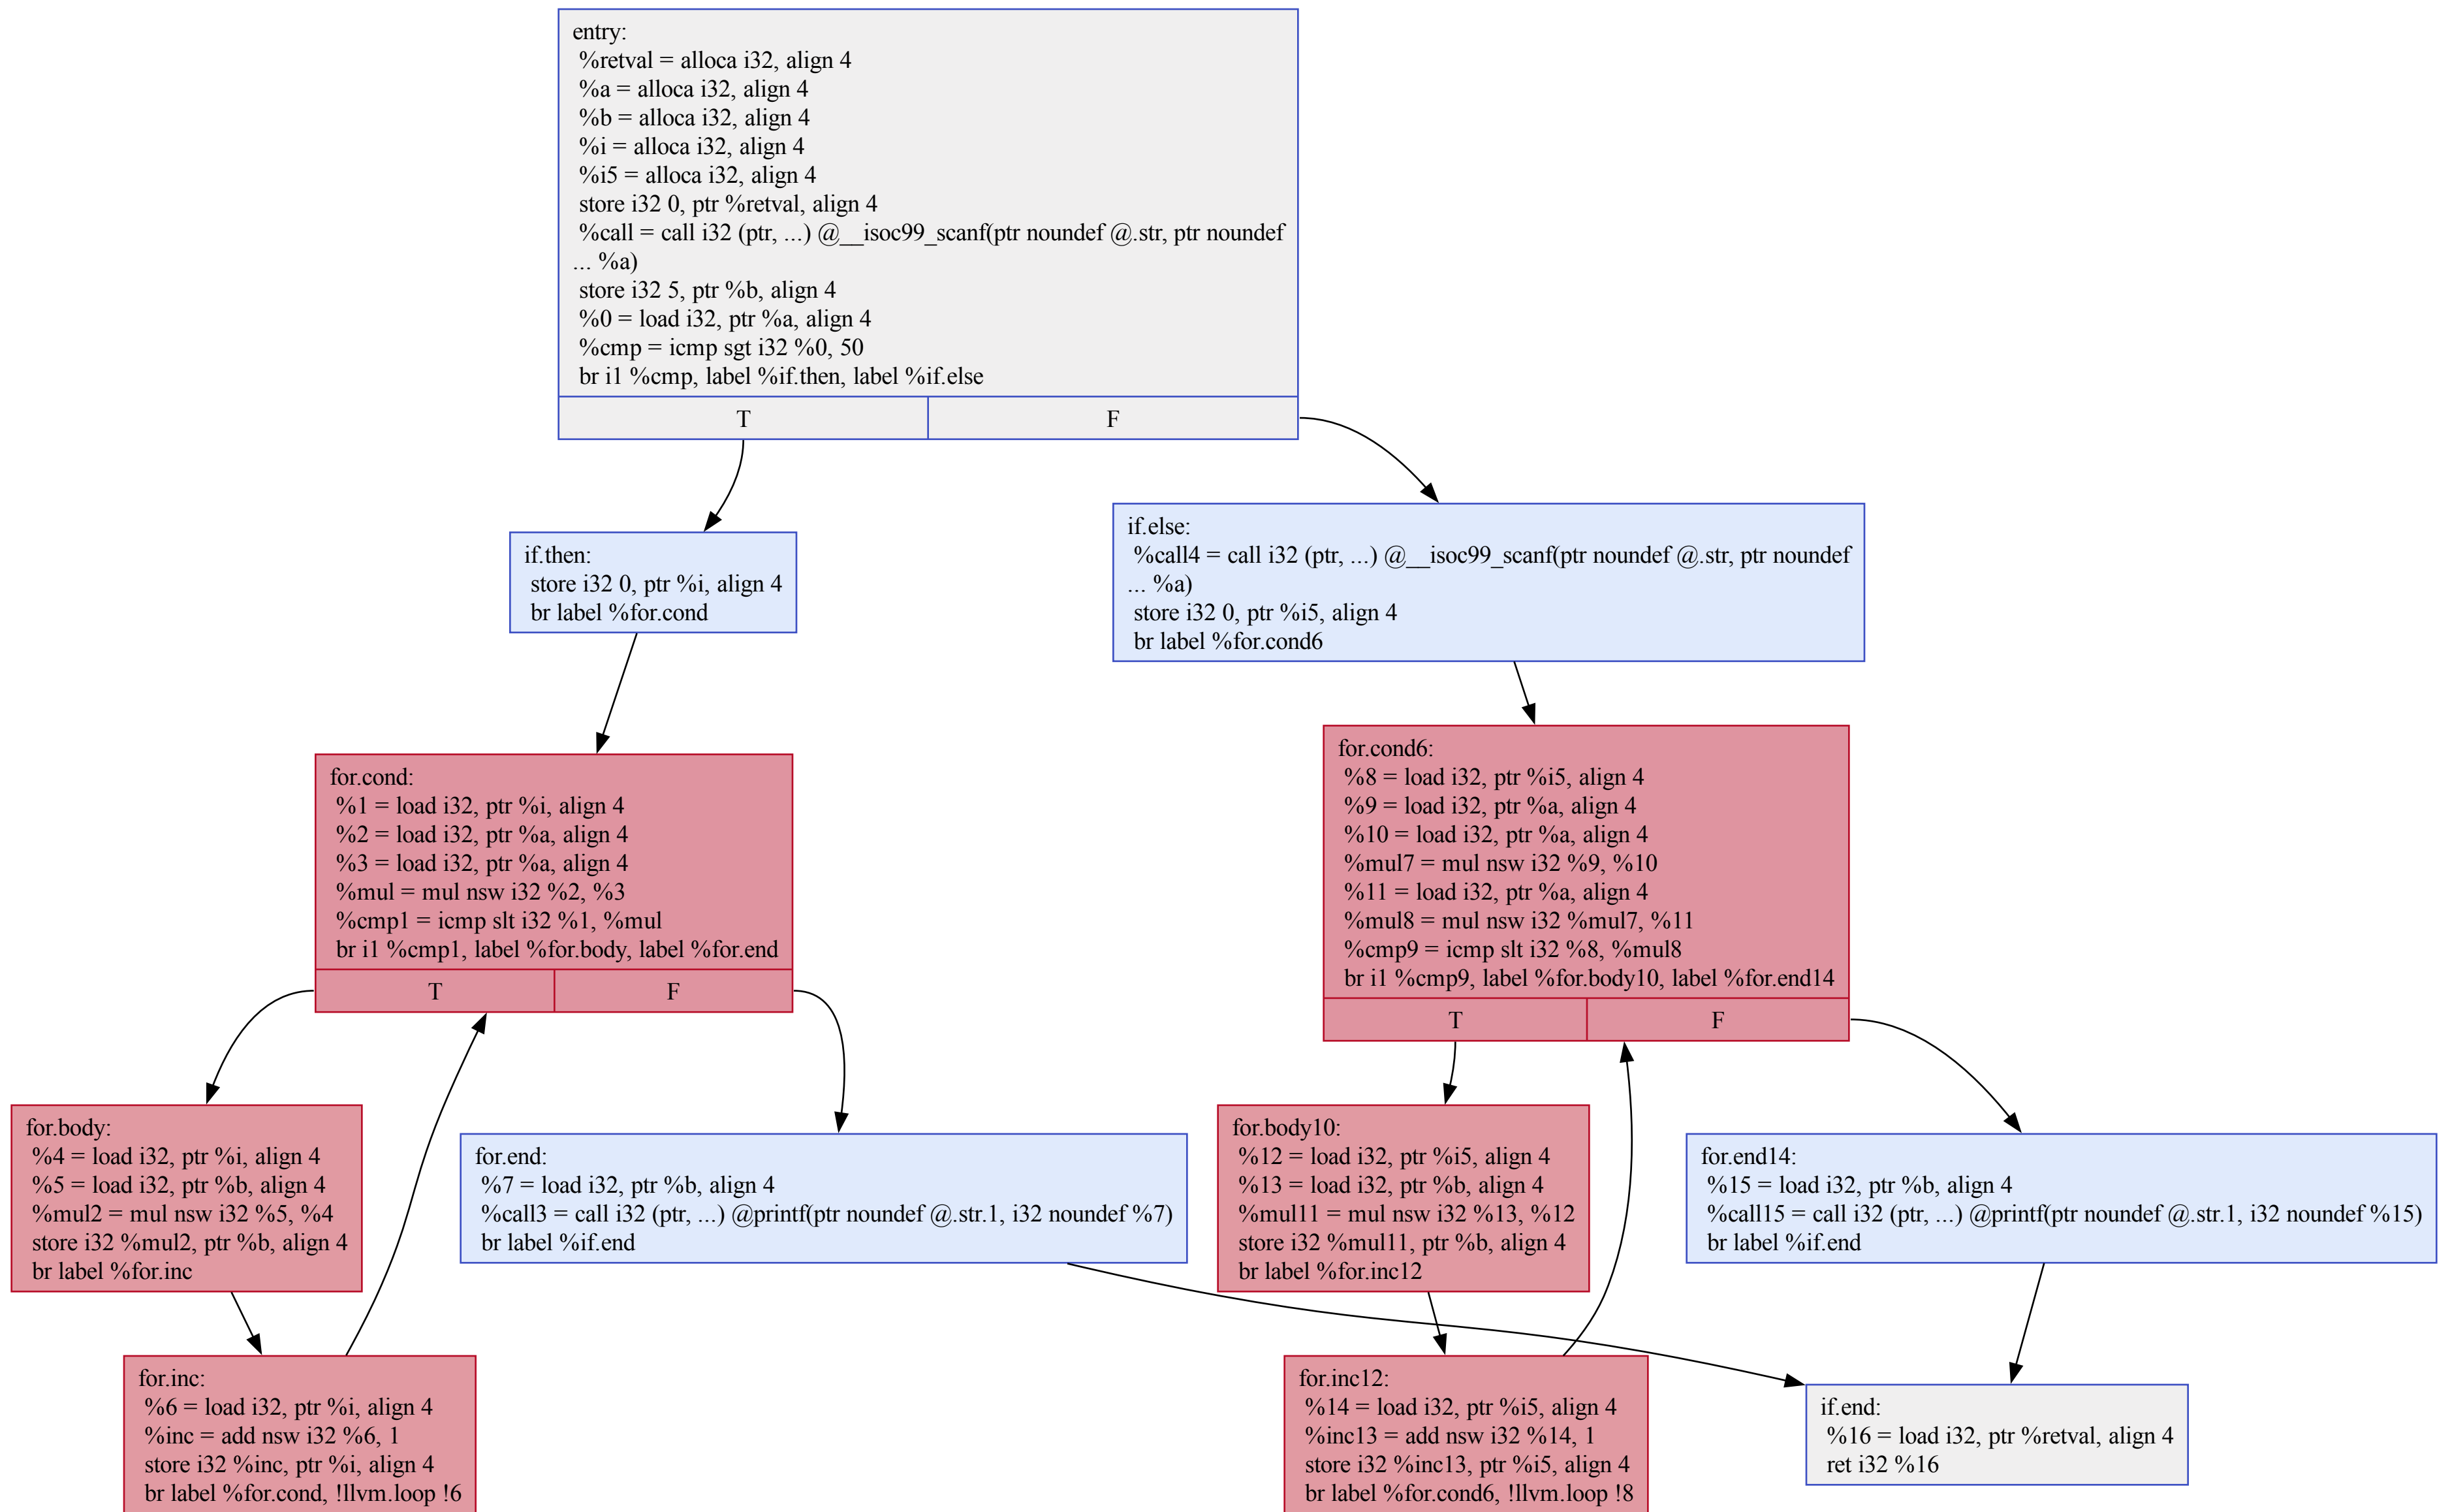 entry:
%retval = alloca i32, align 4
%a = alloca i32, align 4
%b = alloca i32, align 4
%i = alloca i32, align 4
%i5 = alloca i32, align 4
store i32 0, ptr %retval, align 4
%call = call i32 (ptr, ...) @__isoc99_scanf(ptr noundef @.str, ptr noundef
... %a)
store i32 5, ptr %b, align 4
%0 = load i32, ptr %a, align 4
%cmp = icmp sgt i32 %0, 50
br i1 %cmp, label %if.then, label %if.else
T
F
if.then:
store i32 0, ptr %i, align 4
br label %for.cond
if.else:
%call4 = call i32 (ptr, ...) @__isoc99_scanf(ptr noundef @.str, ptr noundef
... %a)
store i32 0, ptr %i5, align 4
br label %for.cond6
for.cond:
%1 = load i32, ptr %i, align 4
%2 = load i32, ptr %a, align 4
%3 = load i32, ptr %a, align 4
%mul = mul nsw i32 %2, %3
%cmp1 = icmp slt i32 %1, %mul
br i1 %cmp1, label %for.body, label %for.end
T
F
for.cond6:
%8 = load i32, ptr %i5, align 4
%9 = load i32, ptr %a, align 4
%10 = load i32, ptr %a, align 4
%mul7 = mul nsw i32 %9, %10
%11 = load i32, ptr %a, align 4
%mul8 = mul nsw i32 %mul7, %11
%cmp9 = icmp slt i32 %8, %mul8
br i1 %cmp9, label %for.body10, label %for.end14
T
F
for.body:
%4 = load i32, ptr %i, align 4
%5 = load i32, ptr %b, align 4
%mul2 = mul nsw i32 %5, %4
store i32 %mul2, ptr %b, align 4
br label %for.inc
for.end:
%7 = load i32, ptr %b, align 4
%call3 = call i32 (ptr, ...) @printf(ptr noundef @.str.1, i32 noundef %7)
br label %if.end
for.body10:
%12 = load i32, ptr %i5, align 4
%13 = load i32, ptr %b, align 4
%mul11 = mul nsw i32 %13, %12
store i32 %mul11, ptr %b, align 4
br label %for.inc12
for.end14:
%15 = load i32, ptr %b, align 4
%call15 = call i32 (ptr, ...) @printf(ptr noundef @.str.1, i32 noundef %15)
br label %if.end
for.inc:
%6 = load i32, ptr %i, align 4
%inc = add nsw i32 %6, 1
store i32 %inc, ptr %i, align 4
br label %for.cond, !llvm.loop !6
for.inc12:
%14 = load i32, ptr %i5, align 4
%inc13 = add nsw i32 %14, 1
store i32 %inc13, ptr %i5, align 4
br label %for.cond6, !llvm.loop !8
if.end:
%16 = load i32, ptr %retval, align 4
ret i32 %16